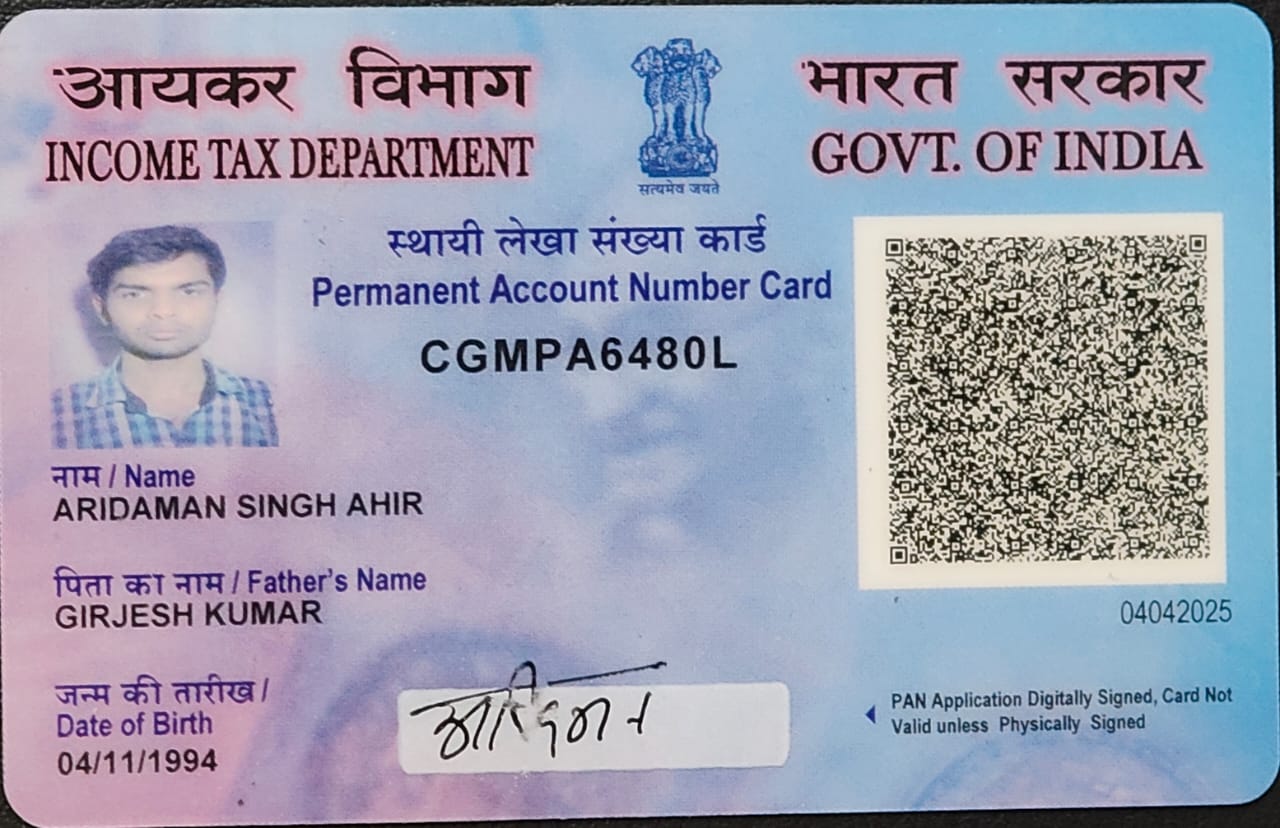 आयकर विभाग
INCOME TAX DEPARTMENT
सत्यमेव जयते
भारत सरकार
GOVT. OF INDIA
स्थायी लेखा संख्या कार्ड
Permanent Account Number Card
CGMPA6480L
नाम / Name
ARIDAMAN SINGH AHIR
पिता का नाम / Father's Name
GIRJESH KUMAR
04042025
जन्म की तारीख /
Date of Birth
04/11/1994
अरिदमन
PAN Application Digitally Signed, Card Not
Valid unless Physically Signed